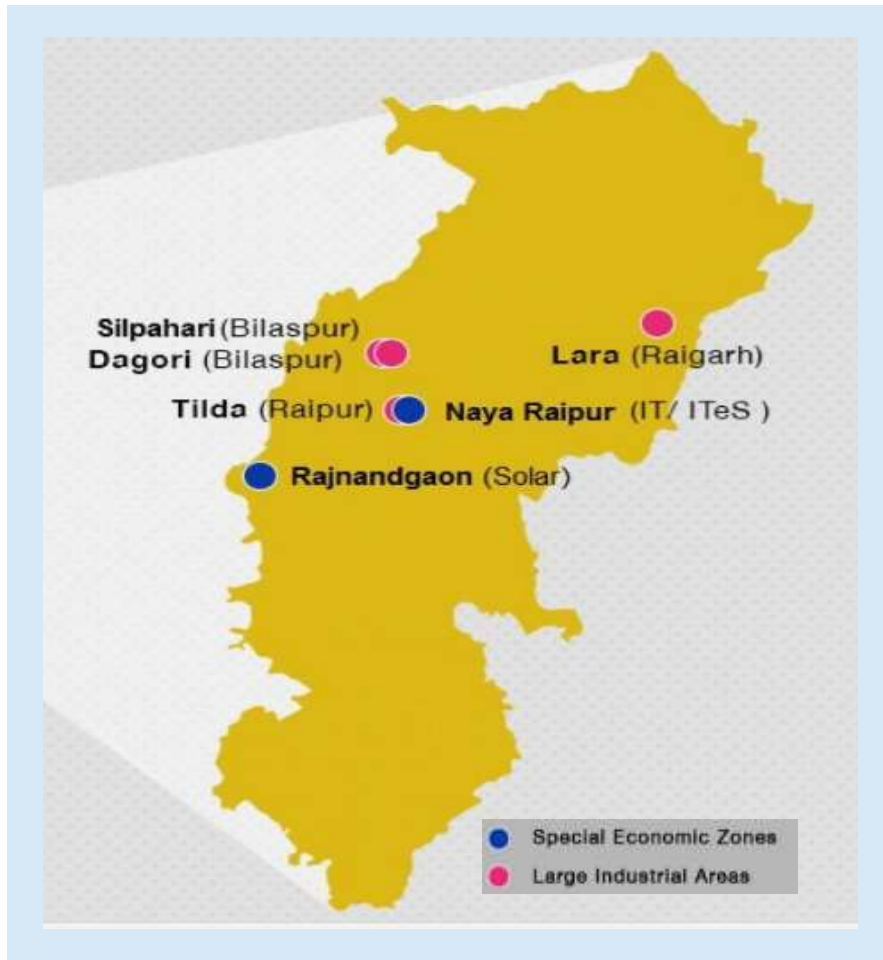 Silpahari (Bilaspur)
Dagori (Bilaspur)
Lara (Raigarh)
Tilda (Raipur)
Naya Raipur (IT/ ITeS )
Rajnandgaon (Solar)
Special Economic Zones
Large Industrial Areas